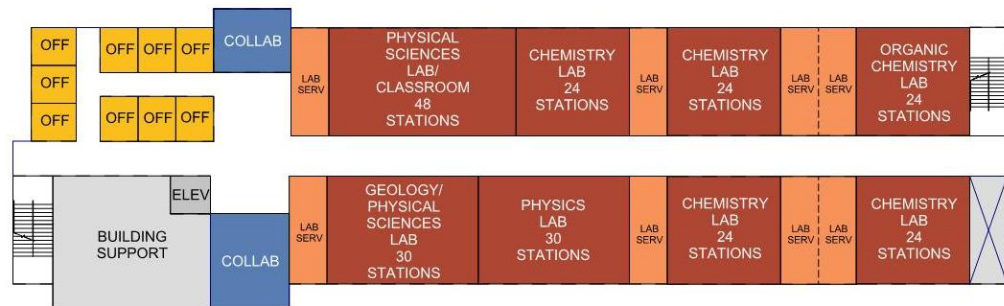 OFF
OFF
OFF
OFF
OFF
OFF
COLLAB
OFF
OFF
OFF
LAB
SERV
PHYSICAL
SCIENCES
LAB/
CLASSROOM
48
STATIONS
CHEMISTRY
LAB
24
STATIONS
LAB
SERV
CHEMISTRY
LAB
24
STATIONS
LAB
SERV
LAB
SERV
ORGANIC
CHEMISTRY
LAB
24
STATIONS
BUILDING
SUPPORT
ELEV
COLLAB
LAB
SERV
GEOLOGY/
PHYSICAL
SCIENCES
LAB
30
STATIONS
PHYSICS
LAB
30
STATIONS
LAB
SERV
CHEMISTRY
LAB
24
STATIONS
LAB
SERV
LAB
SERV
CHEMISTRY
LAB
24
STATIONS